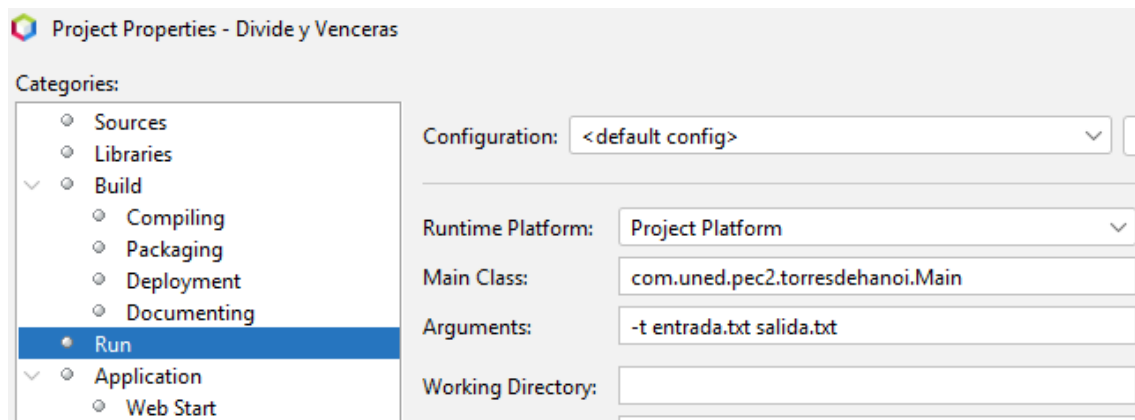 Project Properties - Divide y Venceras
Categories:
Sources
Libraries
Build
Compiling
Packaging
Deployment
Documenting
Run
Application
Web Start
Configuration: <default config>
Runtime Platform: Project Platform
Main Class: com.uned.pec2.torresdehanoi.Main
Arguments: -t entrada.txt salida.txt
Working Directory: